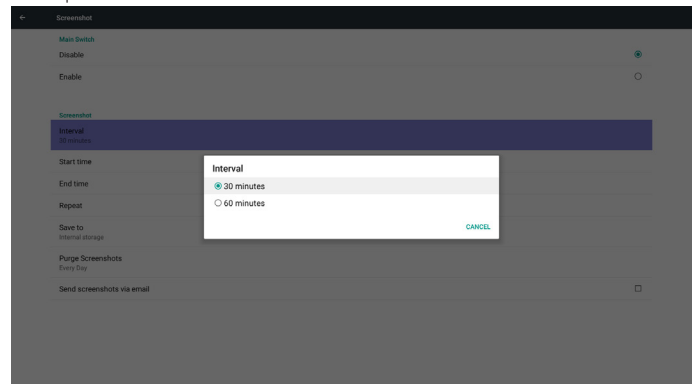 Screenshot
Main Switch
Disable
Enable
Screenshot
Interval
30 minutes
Start time
End time
Repeat
Save to
Internal storage
Purge Screenshots
Every Day
Send screenshots via email
Interval
30 minutes
60 minutes
CANCEL